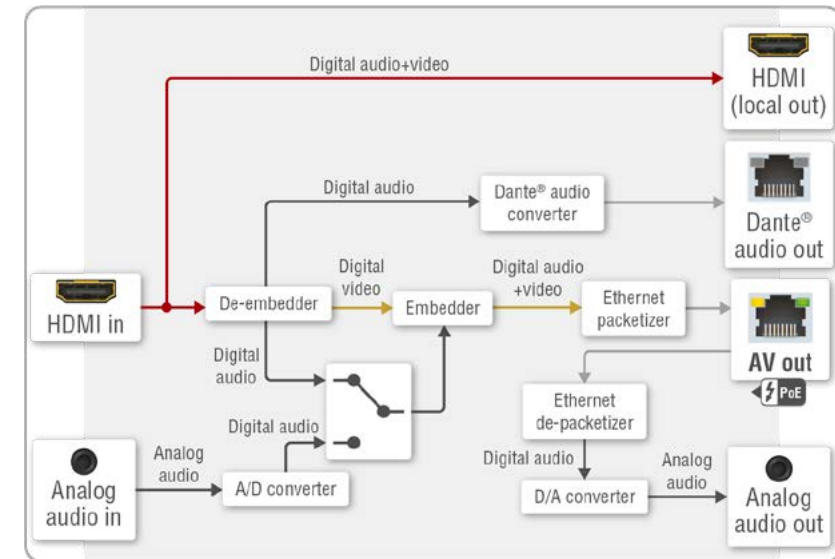 Digital audio+video
HDMI
(local out)
Digital audio
Dante® audio
converter
Dante®
audio out
HDMI in
De-embedder
Digital
video
Embedder
Digital audio
+video
Ethernet
packetizer
AV out
PoE
Digital
audio
Digital audio
Ethernet
de-packetizer
Analog
audio in
Analog
audio
A/D converter
Digital audio
D/A converter
Analog
audio
Analog
audio out